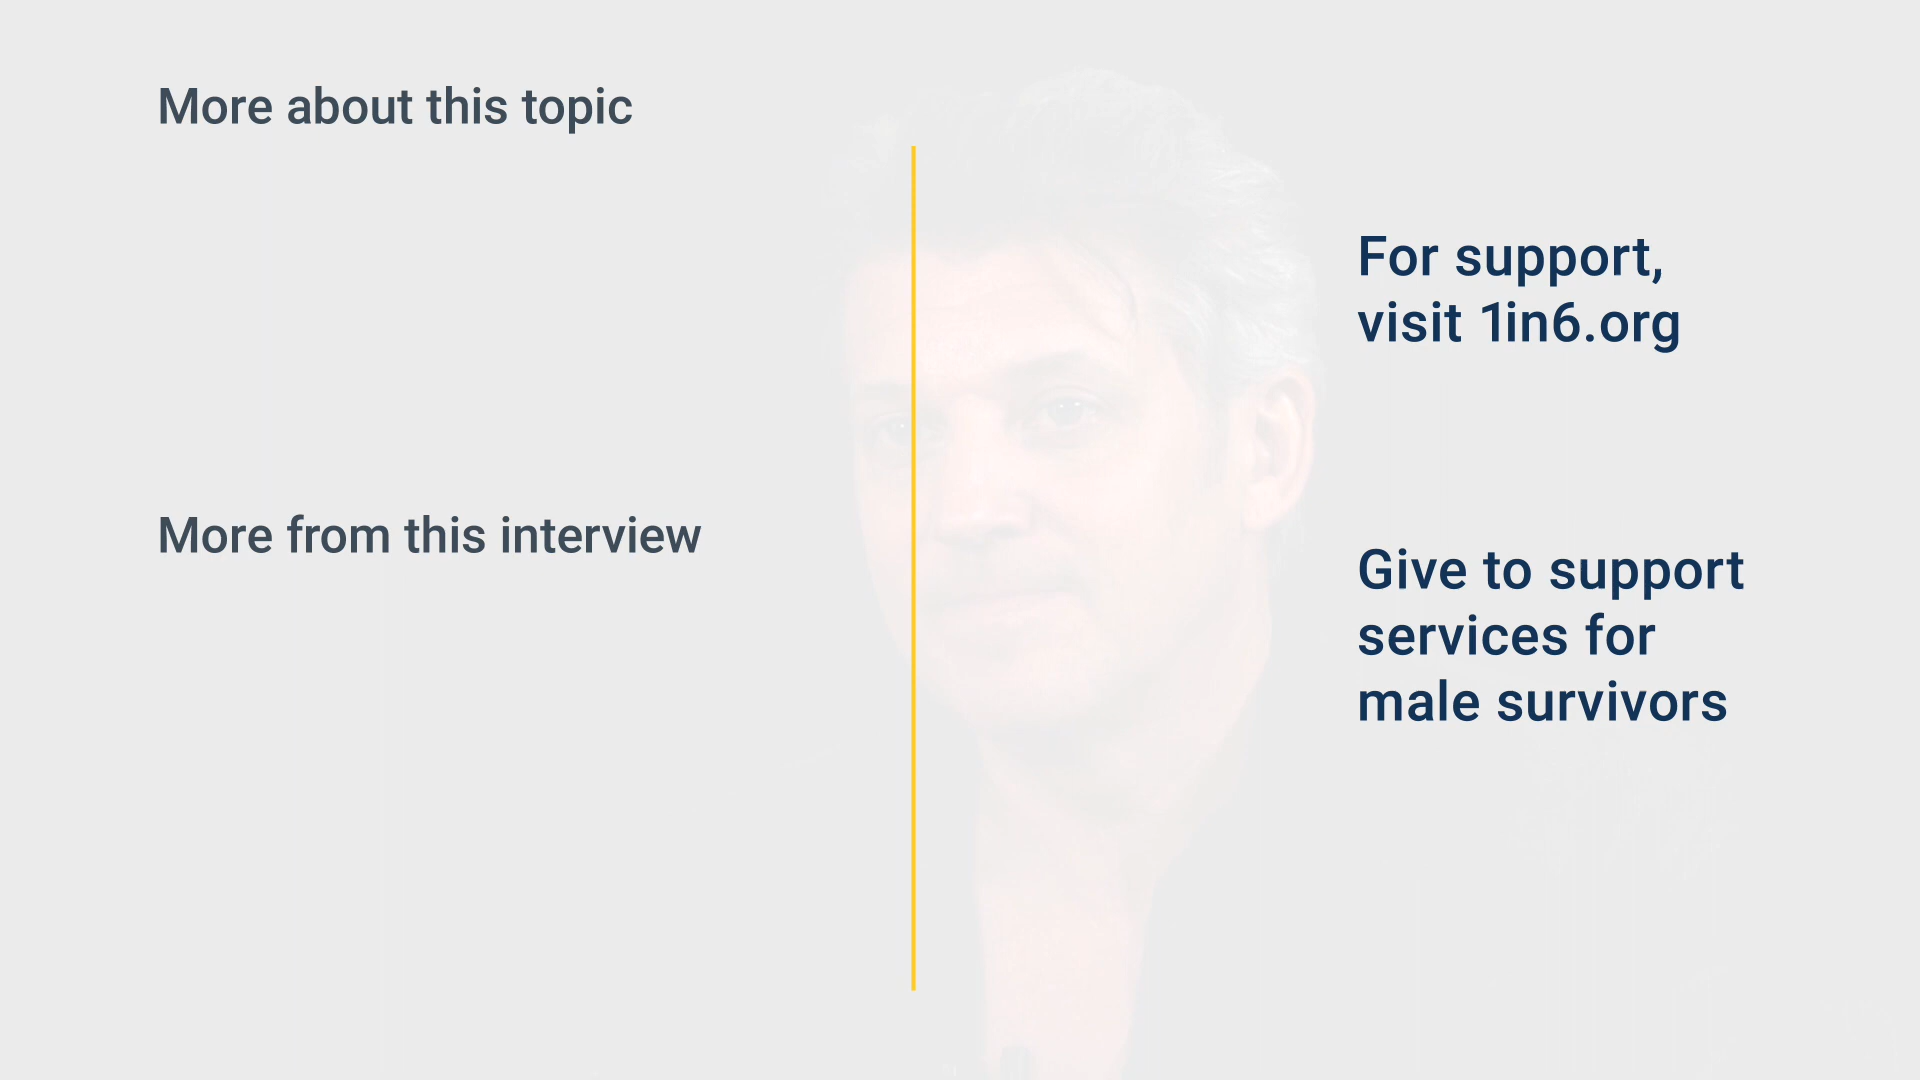 More about this topic
More from this interview
For support,
visit 1in6.org
Give to support
services for
male survivors